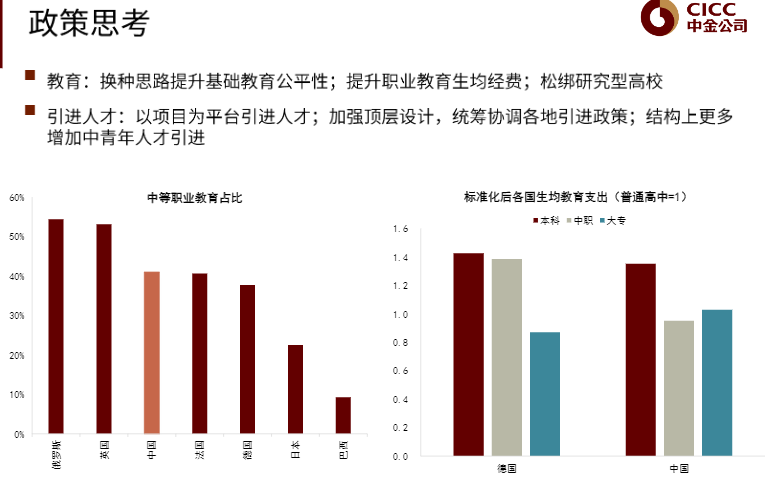 政策思考
CICC
中金公司
教育：换种思路提升基础教育公平性；提升职业教育生均经费；松绑研究型高校
引进人才：以项目为平台引进人才；加强顶层设计，统筹协调各地引进政策；结构上更多
增加中青年人才引进
中等职业教育占比
60%
50%
40%
30%
20%
10%
0%
俄罗斯
英国
中国
法国
德国
日本
巴西
标准化后各国生均教育支出（普通高中=1）
本科 中职 大专
1.6
1.4
1.2
1.0
0.8
0.6
0.4
0.2
0.0
德国
中国